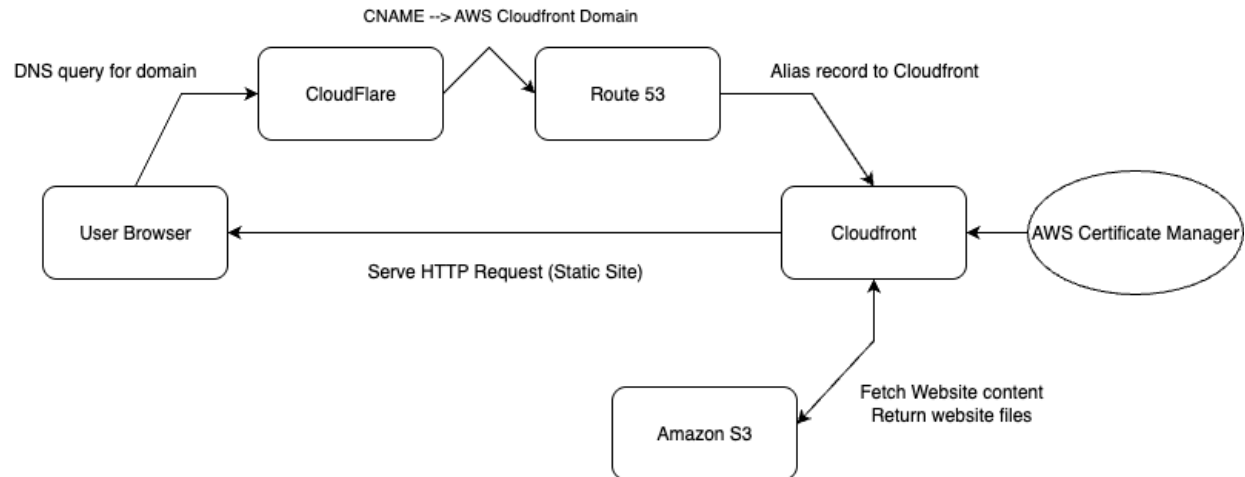 CNAME --> AWS Cloudfront Domain
DNS query for domain
CloudFlare
Route 53
Alias record to Cloudfront
User Browser
Cloudfront
AWS Certificate Manager
Serve HTTP Request (Static Site)
Fetch Website content
Return website files
Amazon S3